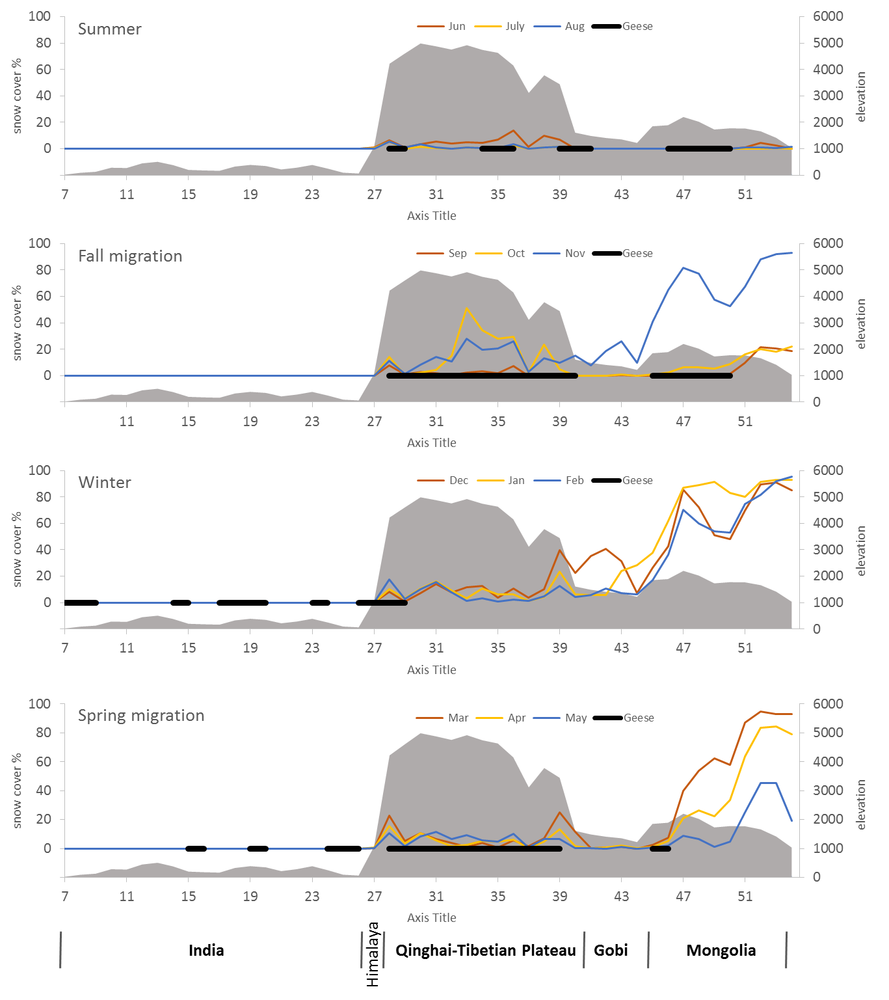 Summer
Jun July Aug Geese
100 80 60 40 20 0
snow cover %
6000 5000 4000 3000 2000 1000 0
elevation
7 11 15 19 23 27 31 35 39 43 47 51
Axis Title
Fall migration
Sep Oct Nov Geese
100 80 60 40 20 0
snow cover %
6000 5000 4000 3000 2000 1000 0
elevation
11 15 19 23 27 31 35 39 43 47 51
Axis Title
Winter
Dec Jan Feb Geese
100 80 60 40 20 0
snow cover %
6000 5000 4000 3000 2000 1000 0
elevation
7 11 15 19 23 27 31 35 39 43 47 51
Axis Title
Spring migration
Mar Apr May Geese
100 80 60 40 20 0
snow cover %
6000 5000 4000 3000 2000 1000 0
elevation
7 11 15 19 23 27 31 35 39 43 47 51
Axis Title
India Himalaya Qinghai-Tibetian Plateau Gobi Mongolia